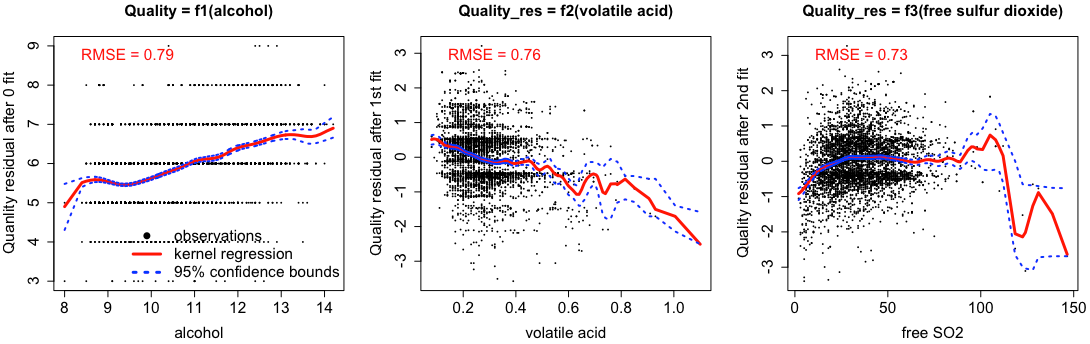 Quality = f1(alcohol)
Quanlity residual after 0 fit
9
8
7
6
5
4
3
RMSE = 0.79
observations
kernel regression
95% confidence bounds
8 9 10 11 12 13 14
alcohol
Quality_res = f2(volatile acid)
Quality residual after 1st fit
3
2
1
0
-1
-2
-3
RMSE = 0.76
0.2 0.4 0.6 0.8 1.0
volatile acid
Quality_res = f3(free sulfur dioxide)
Quality residual after 2nd fit
3
2
1
0
-1
-2
-3
RMSE = 0.73
0 50 100 150
free SO2